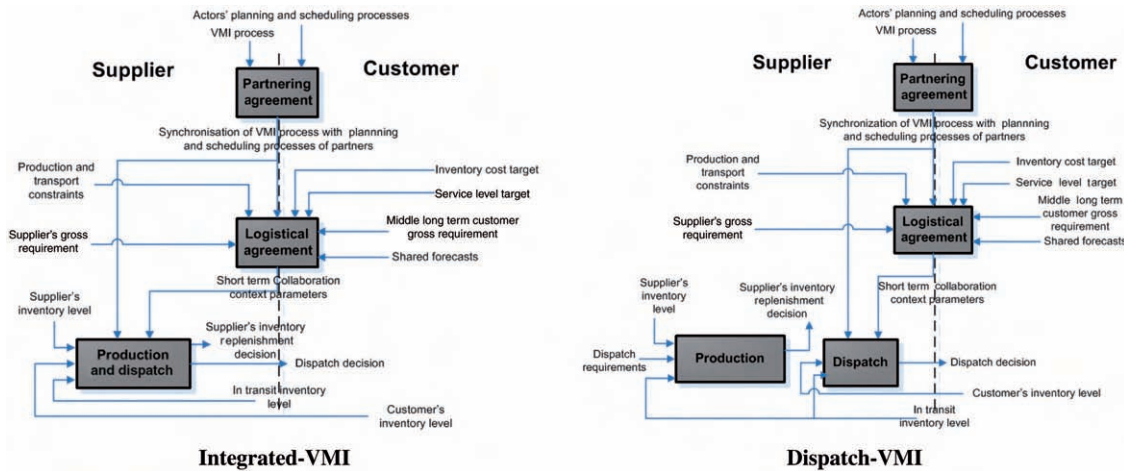 Actors' planning and scheduling processes
VMI process
Supplier
Customer
Partnering
agreement
Synchronisation of VMI process with plannning
and scheduling processes of partners
Production and
transport
constraints
Inventory cost target
Service level target
Supplier's gross
requirement
Logistical
agreement
Middle long term customer
gross requirement
Shared forecasts
Short term Collaboration
context parameters
Supplier's
inventory level
Production
and dispatch
Supplier's inventory
replenishment
decision
Dispatch decision
In transit inventory
level
Customer's
inventory level
Integrated-VMI
Actors' planning and scheduling processes
VMI process
Supplier
Customer
Partnering
agreement
Synchronization of VMI process with planning
and scheduling processes of partners
Production and
transport
constraints
Inventory cost target
Service level target
Supplier's gross
requirement
Logistical
agreement
Middle long term
customer gross
requirement
Shared forecasts
Short term collaboration
context parameters
Supplier's
inventory
level
Supplier's inventory
replenishment
decision
Dispatch
requirements
Production
Dispatch
Dispatch decision
Customer's inventory level
In transit
inventory level
Dispatch-VMI